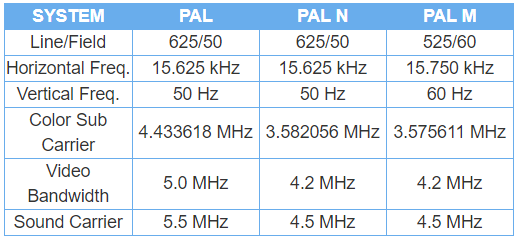 SYSTEM PAL PAL N PAL M
Line/Field 625/50 625/50 525/60
Horizontal Freq. 15.625 kHz 15.625 kHz 15.750 kHz
Vertical Freq. 50 Hz 50 Hz 60 Hz
Color Sub
Carrier 4.433618 MHz 3.582056 MHz 3.575611 MHz
Video
Bandwidth 5.0 MHz 4.2 MHz 4.2 MHz
Sound Carrier 5.5 MHz 4.5 MHz 4.5 MHz